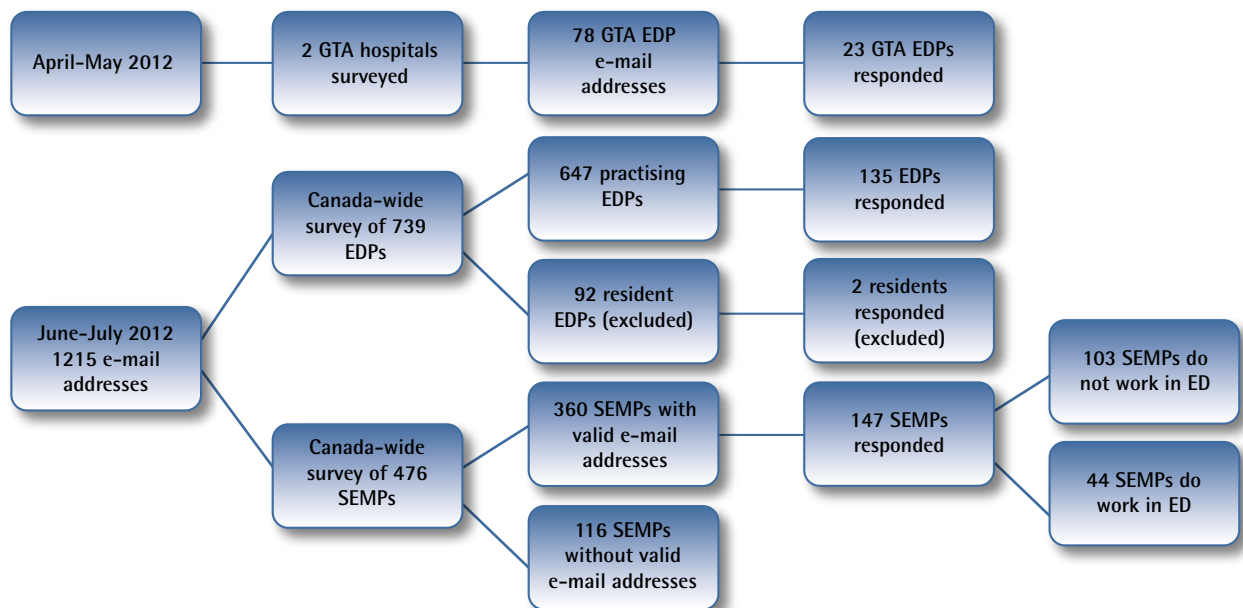 April-May 2012
2 GTA hospitals
surveyed
78 GTA EDP
e-mail
addresses
23 GTA EDPs
responded
Canada-wide
survey of 739
EDPs
647 practising
EDPs
135 EDPs
responded
92 resident
EDPs (excluded)
2 residents
responded
(excluded)
June-July 2012
1215 e-mail
addresses
Canada-wide
survey of 476
SEMPs
360 SEMPs with
valid e-mail
addresses
147 SEMPs
responded
103 SEMPs do
not work in ED
44 SEMPs do
work in ED
116 SEMPs
without valid
e-mail addresses